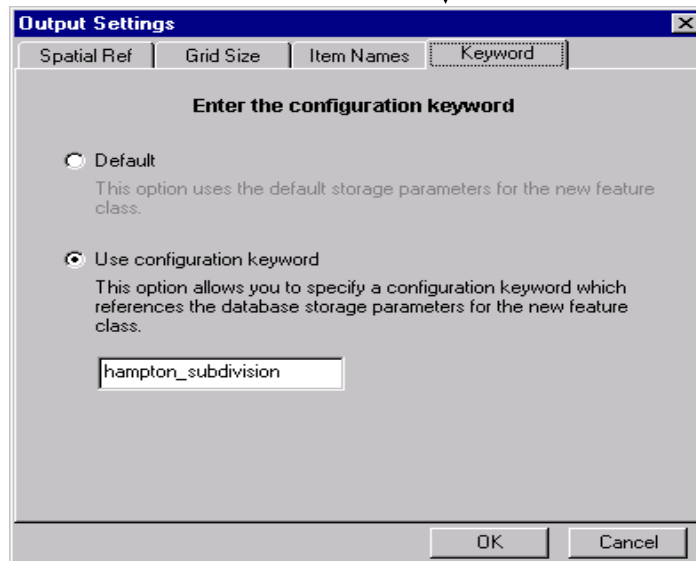 Output Settings
Spatial Ref
Grid Size
Item Names
Keyword
Enter the configuration keyword
Default
This option uses the default storage parameters for the new feature
class.
Use configuration keyword
This option allows you to specify a configuration keyword which
references the database storage parameters for the new feature
class.
hampton_subdivision
OK
Cancel